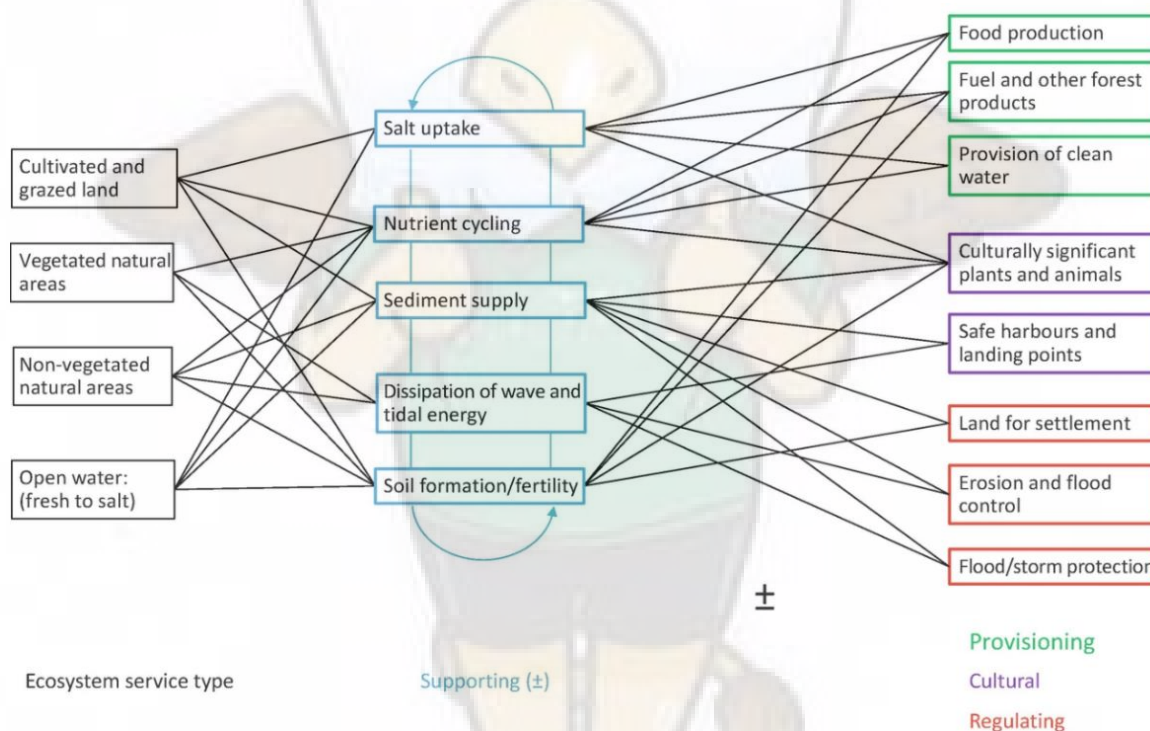 Cultivated and
grazed land
Vegetated natural
areas
Non-vegetated
natural areas
Open water:
(fresh to salt)
Salt uptake
Nutrient cycling
Sediment supply
Dissipation of wave and
tidal energy
Soil formation/fertility
Food production
Fuel and other forest
products
Provision of clean
water
Culturally significant
plants and animals
Safe harbours and
landing points
Land for settlement
Erosion and flood
control
Flood/storm protection
±
Ecosystem service type
Supporting (±)
Provisioning
Cultural
Regulating